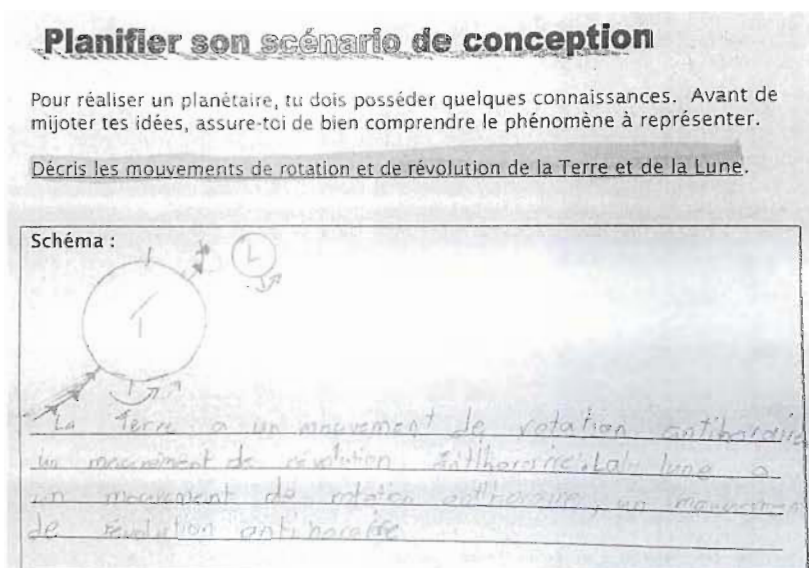 Planifier son scénario de conception
Pour réaliser un planétaire, tu dois posséder quelques connaissances. Avant de
mijoter tes idées, assure-toi de bien comprendre le phénomène à représenter.
Décris les mouvements de rotation et de révolution de la Terre et de la Lune.
Schéma :
L
T
La Terre a un mouvement de rotation antihoraire
un mouvement de révolution antihoraire. La lune a
un mouvement de rotation antihoraire, un mouvement
de révolution antihoraire